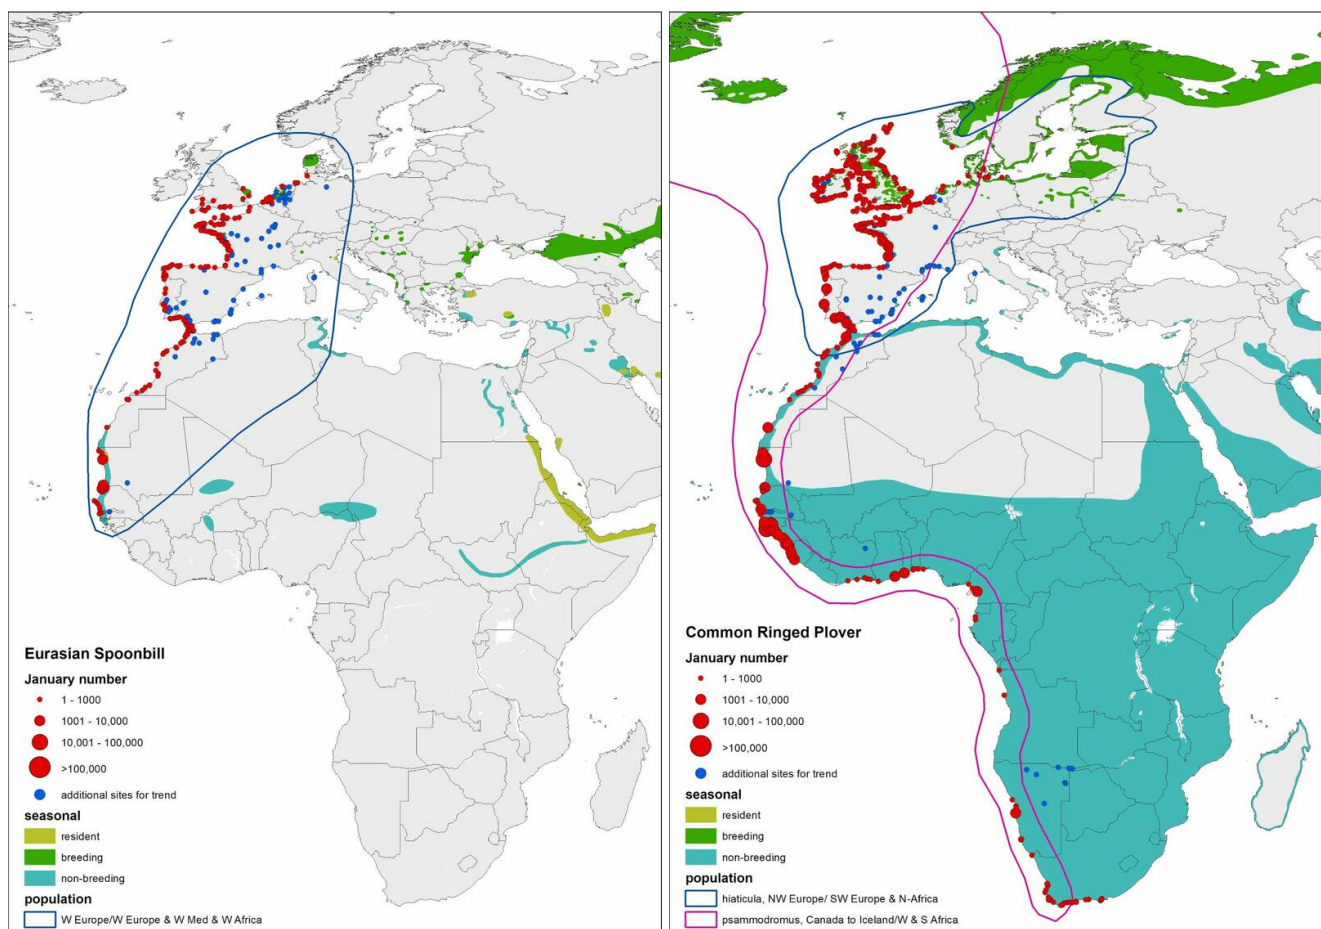 Eurasian Spoonbill
January number
1 - 1000
1001 - 10,000
10,001 - 100,000
>100,000
additional sites for trend
seasonal
resident
breeding
non-breeding
population
W Europe/W Europe & W Med & W Africa
Common Ringed Plover
January number
1 - 1000
1001 - 10,000
10,001 - 100,000
>100,000
additional sites for trend
seasonal
resident
breeding
non-breeding
population
hiaticula, NW Europe/ SW Europe & N-Africa
psammodromus, Canada to Iceland/W & S Africa